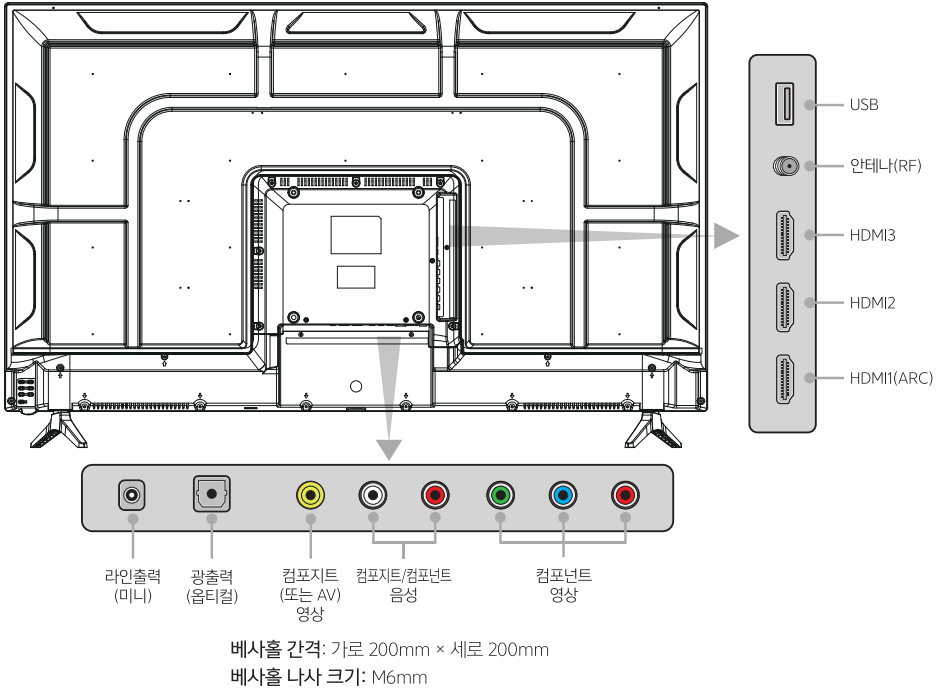 USB
안테나(RF)
HDMI3
HDMI2
HDMI1(ARC)
라인출력
(미니)
광출력
(옵티컬)
컴포지트
(또는 AV)
영상
컴포지트/컴포넌트
음성
컴포넌트
영상
베사홀 간격: 가로 200mm × 세로 200mm
베사홀 나사 크기: M6mm